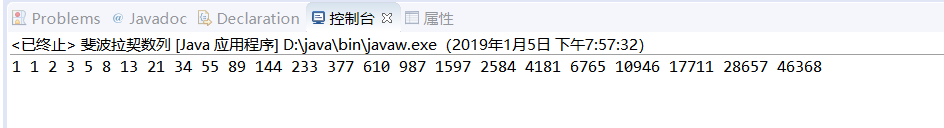 Problems @ Javadoc Declaration 控制台 属性
<已终止> 斐波拉契数列 [Java 应用程序] D:\java\bin\javaw.exe（2019年1月5日 下午7:57:32）
1 1 2 3 5 8 13 21 34 55 89 144 233 377 610 987 1597 2584 4181 6765 10946 17711 28657 46368